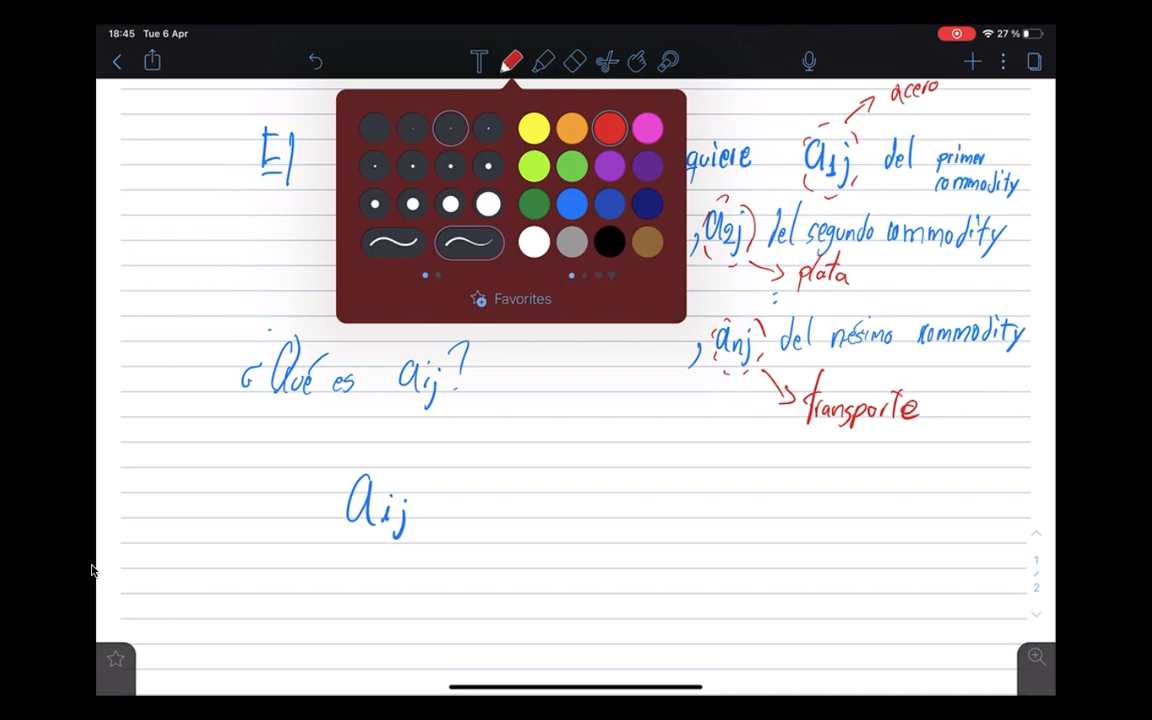 18:45 Tue 6 Apr 27 %
T
acero
El quiere a1j del primer
commodity
, a2j del segundo commodity
plata
:
, anj del nésimo commodity
¿Qué es aij?
transporte
aij
1
/
2
Favorites